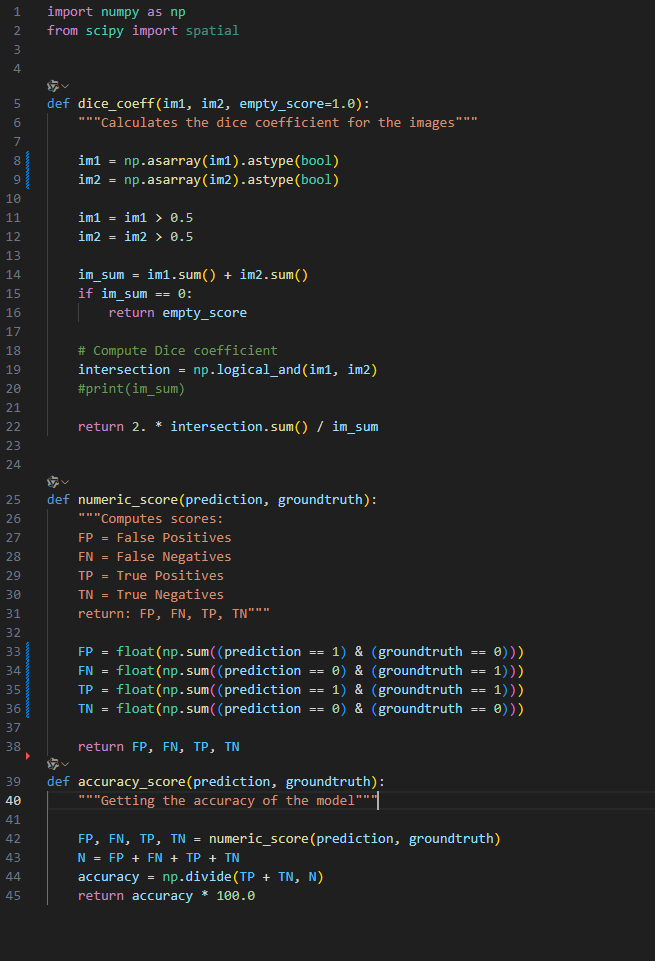 1 import numpy as np
2 from scipy import spatial
3
4
5 def dice_coeff(im1, im2, empty_score=1.0):
6     """Calculates the dice coefficient for the images"""
7
8     im1 = np.asarray(im1).astype(bool)
9     im2 = np.asarray(im2).astype(bool)
10
11     im1 = im1 > 0.5
12     im2 = im2 > 0.5
13
14     im_sum = im1.sum() + im2.sum()
15     if im_sum == 0:
16         return empty_score
17
18     # Compute Dice coefficient
19     intersection = np.logical_and(im1, im2)
20     #print(im_sum)
21
22     return 2. * intersection.sum() / im_sum
23
24
25 def numeric_score(prediction, groundtruth):
26     """Computes scores:
27     FP = False Positives
28     FN = False Negatives
29     TP = True Positives
30     TN = True Negatives
31     return: FP, FN, TP, TN"""
32
33     FP = float(np.sum((prediction == 1) & (groundtruth == 0)))
34     FN = float(np.sum((prediction == 0) & (groundtruth == 1)))
35     TP = float(np.sum((prediction == 1) & (groundtruth == 1)))
36     TN = float(np.sum((prediction == 0) & (groundtruth == 0)))
37
38     return FP, FN, TP, TN
39 def accuracy_score(prediction, groundtruth):
40     """Getting the accuracy of the model"""
41
42     FP, FN, TP, TN = numeric_score(prediction, groundtruth)
43     N = FP + FN + TP + TN
44     accuracy = np.divide(TP + TN, N)
45     return accuracy * 100.0